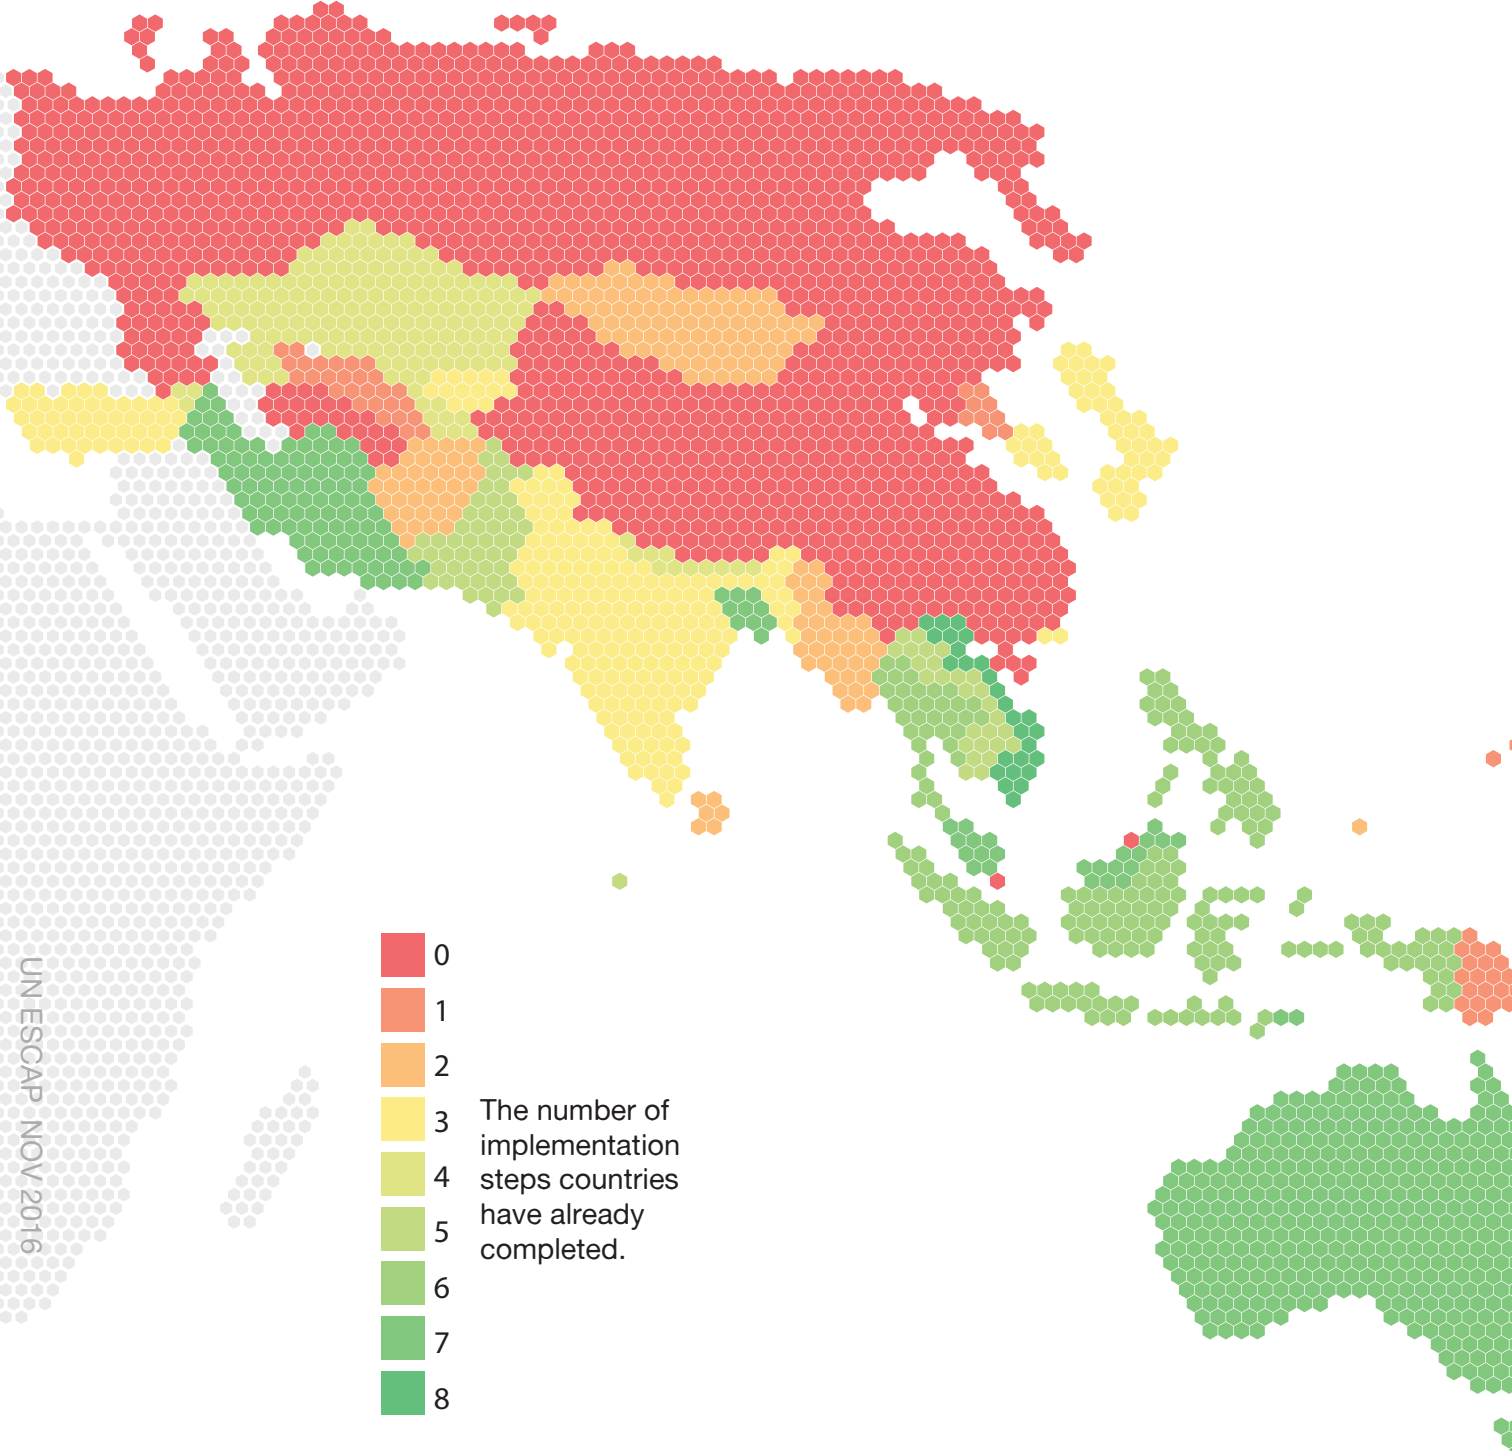 0
1
2
3
4
5
6
7
8
The number of
implementation
steps countries
have already
completed.
UN ESCAP NOV 2016